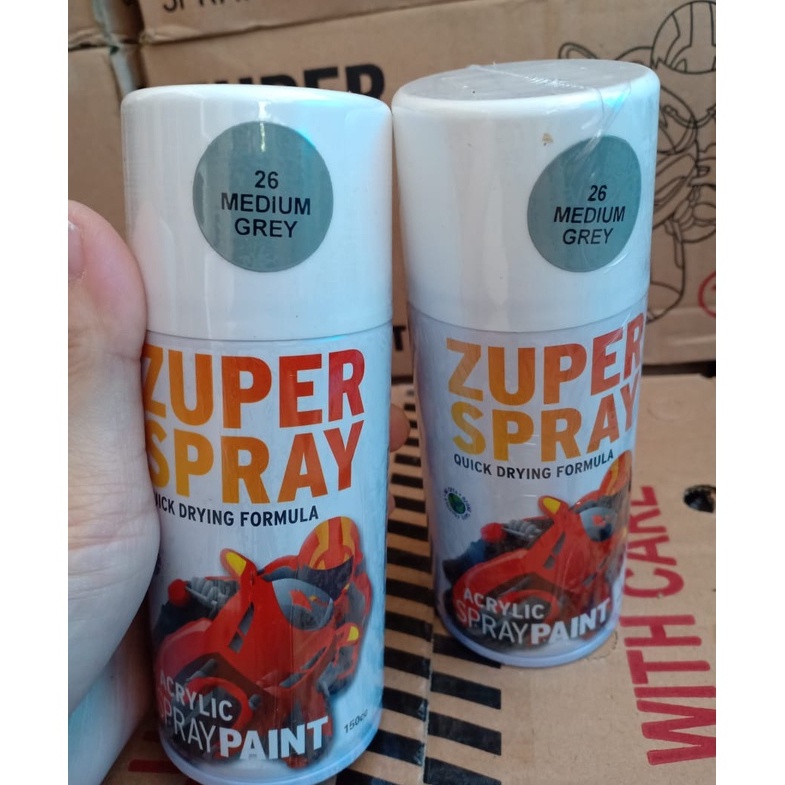 26
MEDIUM
GREY
ZUPER
SPRAY
QUICK DRYING FORMULA
ACRYLIC
SPRAYPAINT
150cc
26
MEDIUM
GREY
ZUPER
SPRAY
QUICK DRYING FORMULA
ACRYLIC
SPRAYPAINT
WITH CARE